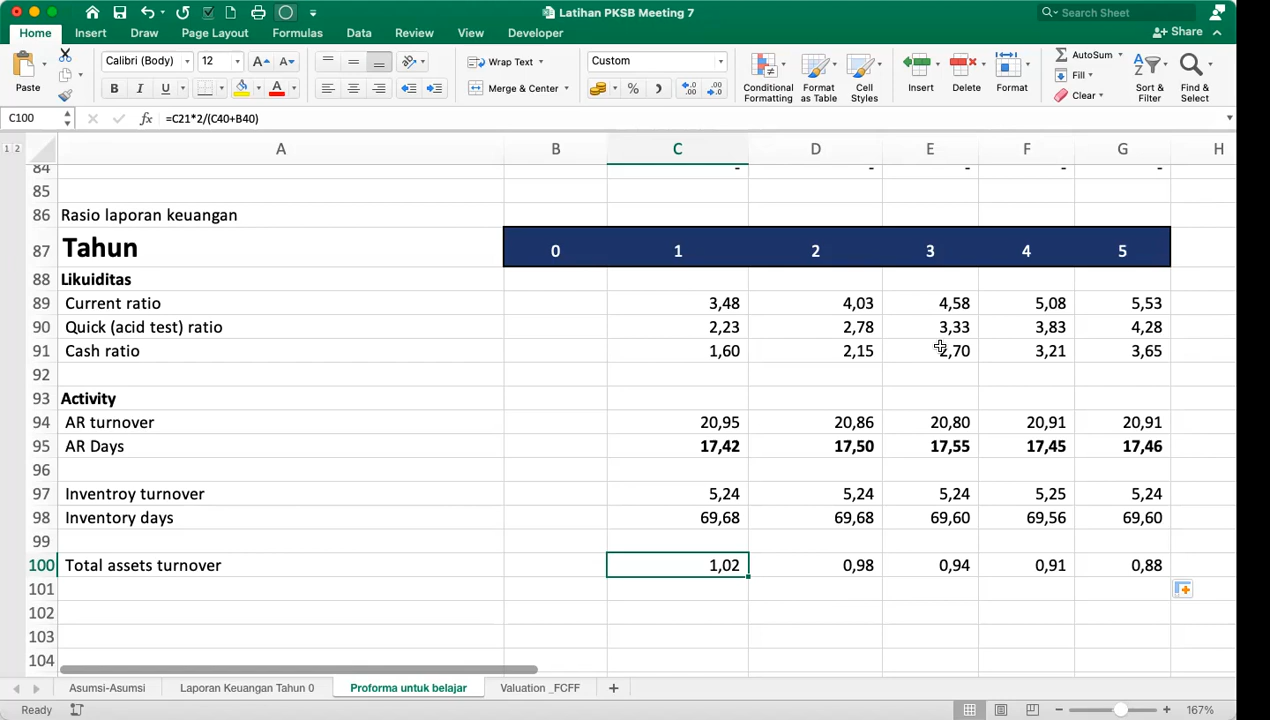 Latihan PKSB Meeting 7
Search Sheet
Home Insert Draw Page Layout Formulas Data Review View Developer
Share
Paste
Calibri (Body) 12
Wrap Text
Custom
B I U
Merge & Center
Conditional Formatting
Format as Table
Cell Styles
Insert
Delete
Format
AutoSum
Fill
Clear
Sort & Filter
Find & Select
C100 fx =C21*2/(C40+B40)
1 2
A B C D E F G H
84 - - - - -
85
86 Rasio laporan keuangan
87 Tahun 0 1 2 3 4 5
88 Likuiditas
89 Current ratio 3,48 4,03 4,58 5,08 5,53
90 Quick (acid test) ratio 2,23 2,78 3,33 3,83 4,28
91 Cash ratio 1,60 2,15 2,70 3,21 3,65
92
93 Activity
94 AR turnover 20,95 20,86 20,80 20,91 20,91
95 AR Days 17,42 17,50 17,55 17,45 17,46
96
97 Inventroy turnover 5,24 5,24 5,24 5,25 5,24
98 Inventory days 69,68 69,68 69,60 69,56 69,60
99
100 Total assets turnover 1,02 0,98 0,94 0,91 0,88
101
102
103
104
Asumsi-Asumsi Laporan Keuangan Tahun 0 Proforma untuk belajar Valuation _FCFF
Ready
167%